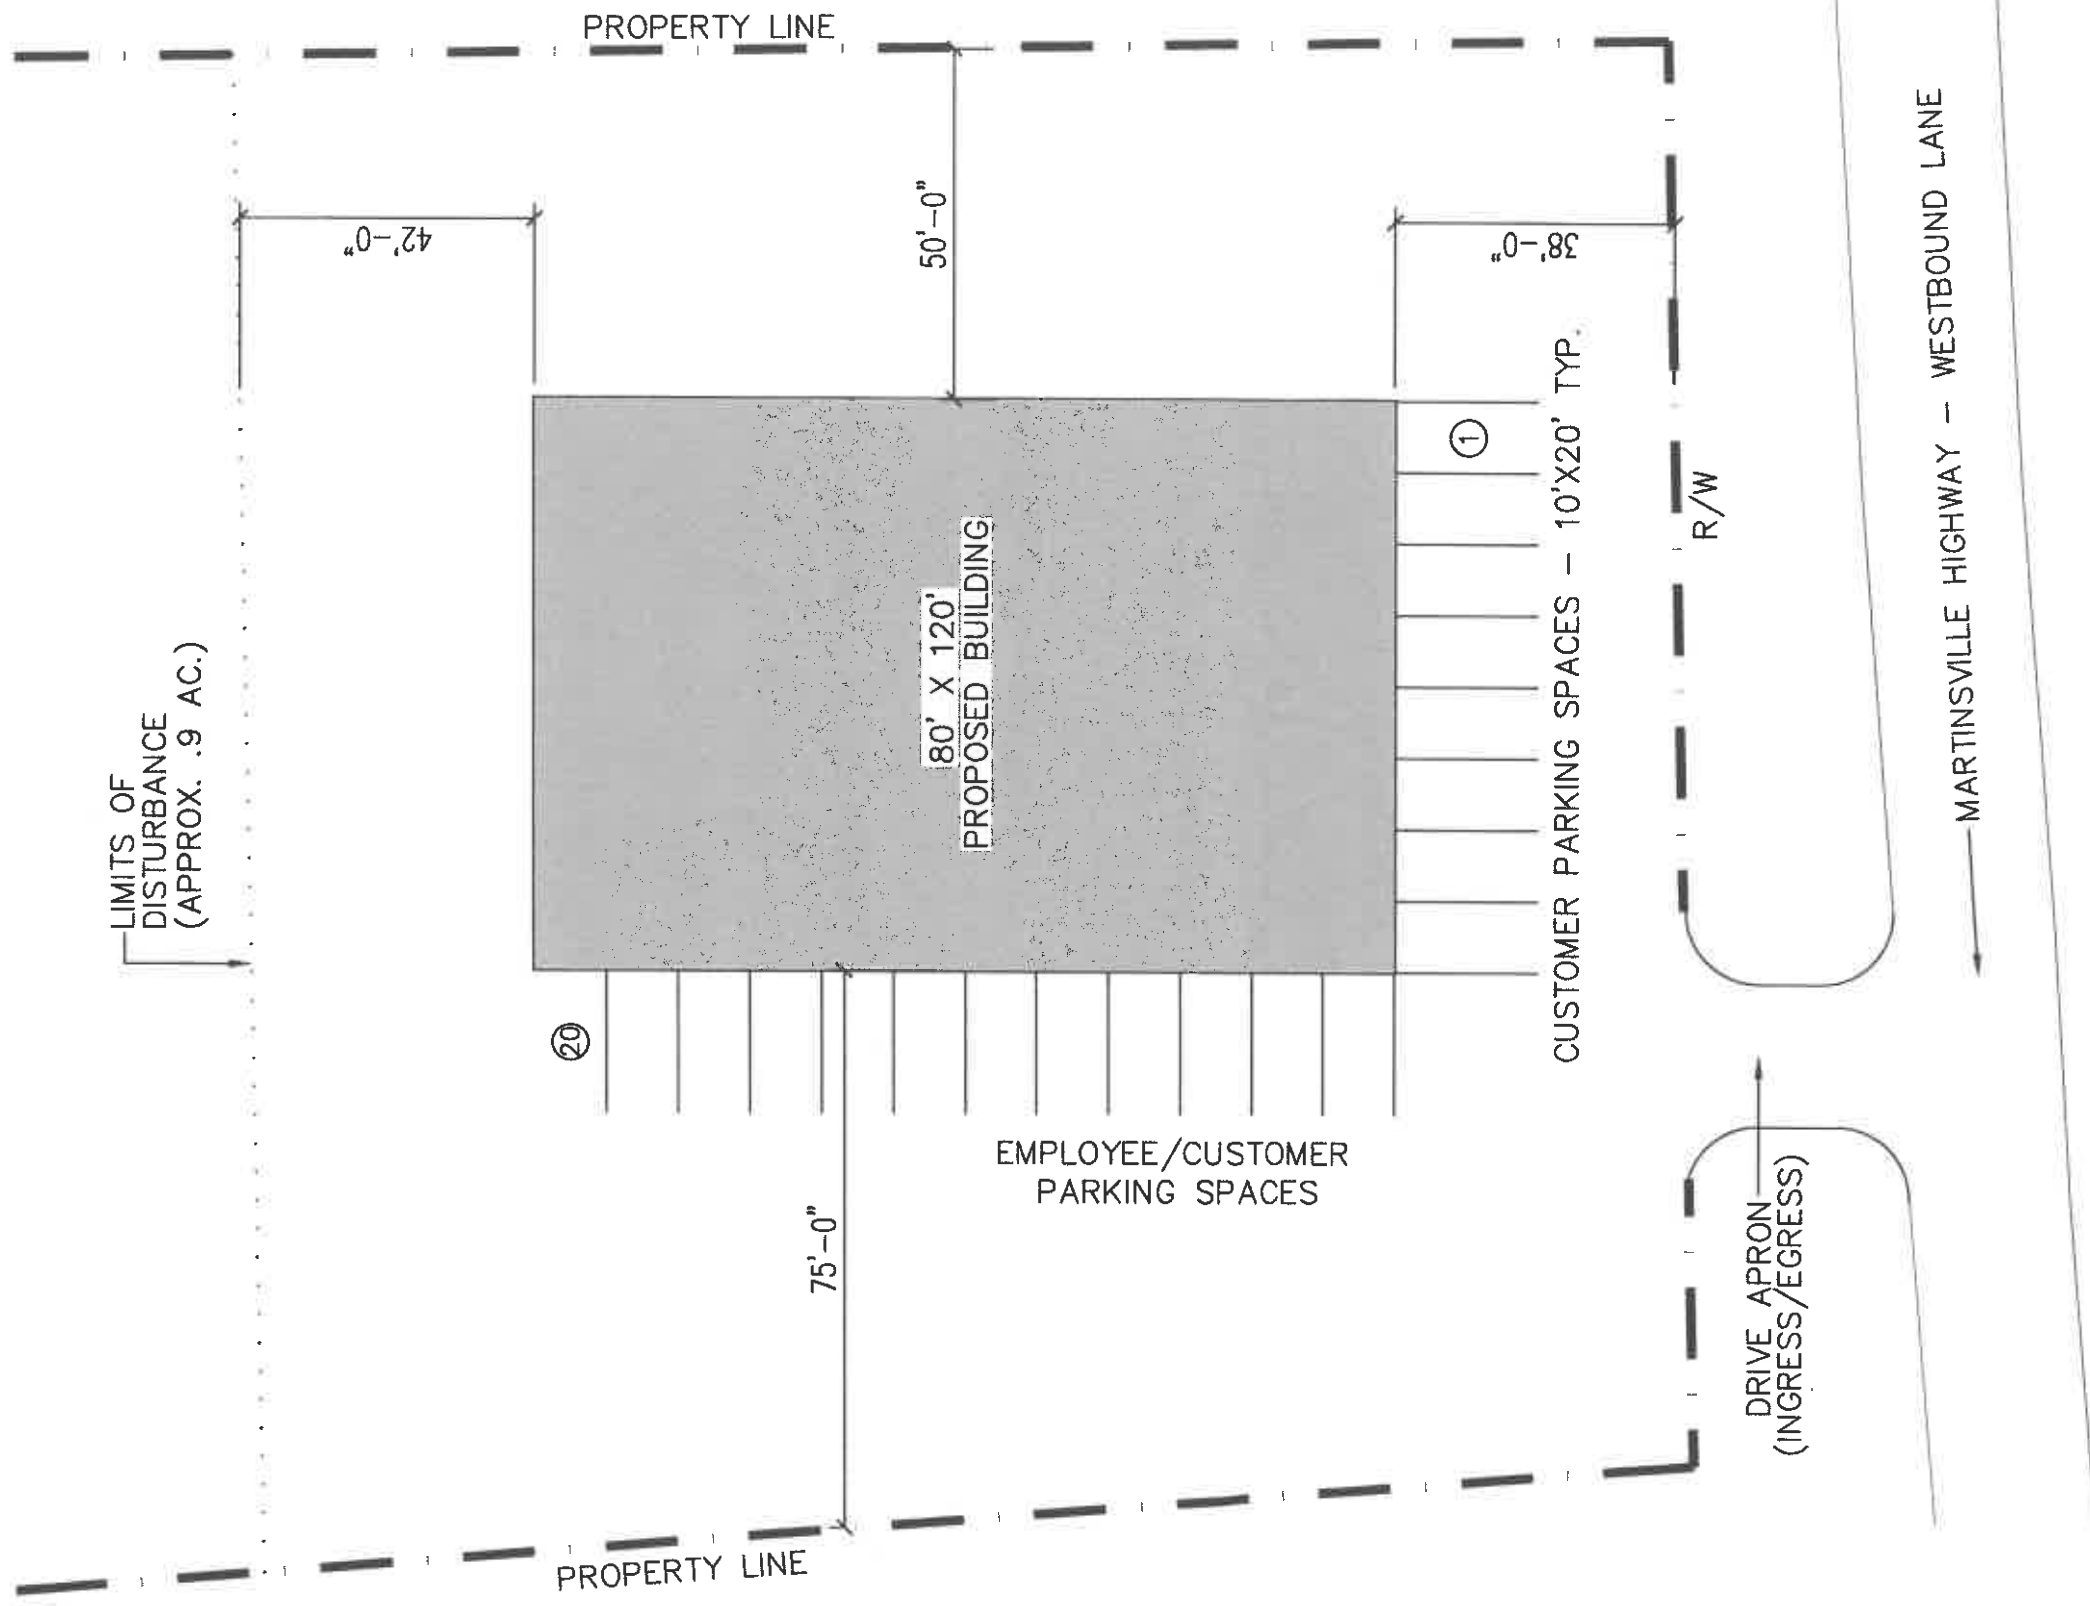 PROPERTY LINE
LIMITS OF
DISTURBANCE
(APPROX. .9 AC.)
42'-0"
50'-0"
38'-0"
80' X 120'
PROPOSED BUILDING
1
CUSTOMER PARKING SPACES - 10'X20' TYP.
R/W
MARTINSVILLE HIGHWAY - WESTBOUND LANE
20
EMPLOYEE/CUSTOMER
PARKING SPACES
75'-0"
DRIVE APRON
(INGRESS/EGRESS)
PROPERTY LINE